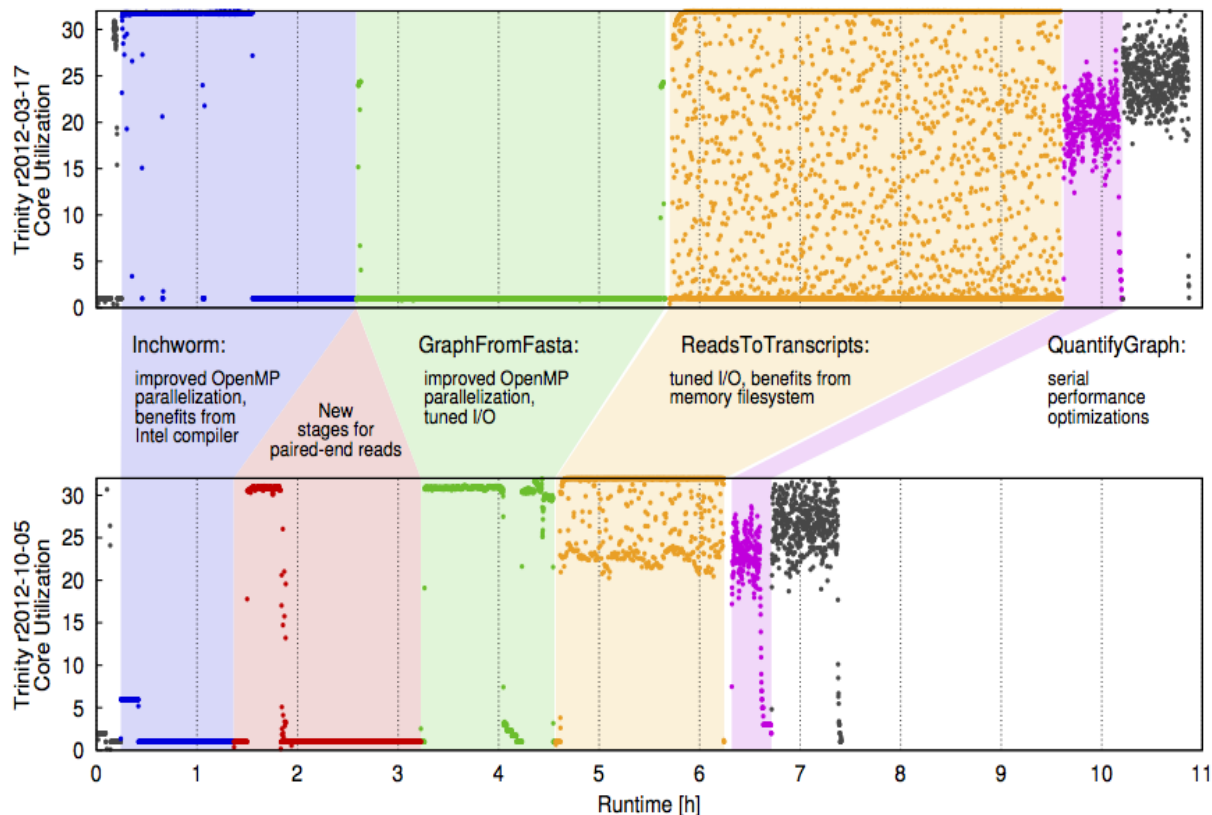 Trinity r2012-03-17
Core Utilization
30
25
20
15
10
5
0
Inchworm:
improved OpenMP
parallelization,
benefits from
Intel compiler
New
stages for
paired-end reads
GraphFromFasta:
improved OpenMP
parallelization,
tuned I/O
ReadsToTranscripts:
tuned I/O, benefits from
memory filesystem
QuantifyGraph:
serial
performance
optimizations
Trinity r2012-10-05
Core Utilization
30
25
20
15
10
5
0
0 1 2 3 4 5 6 7 8 9 10 11
Runtime [h]